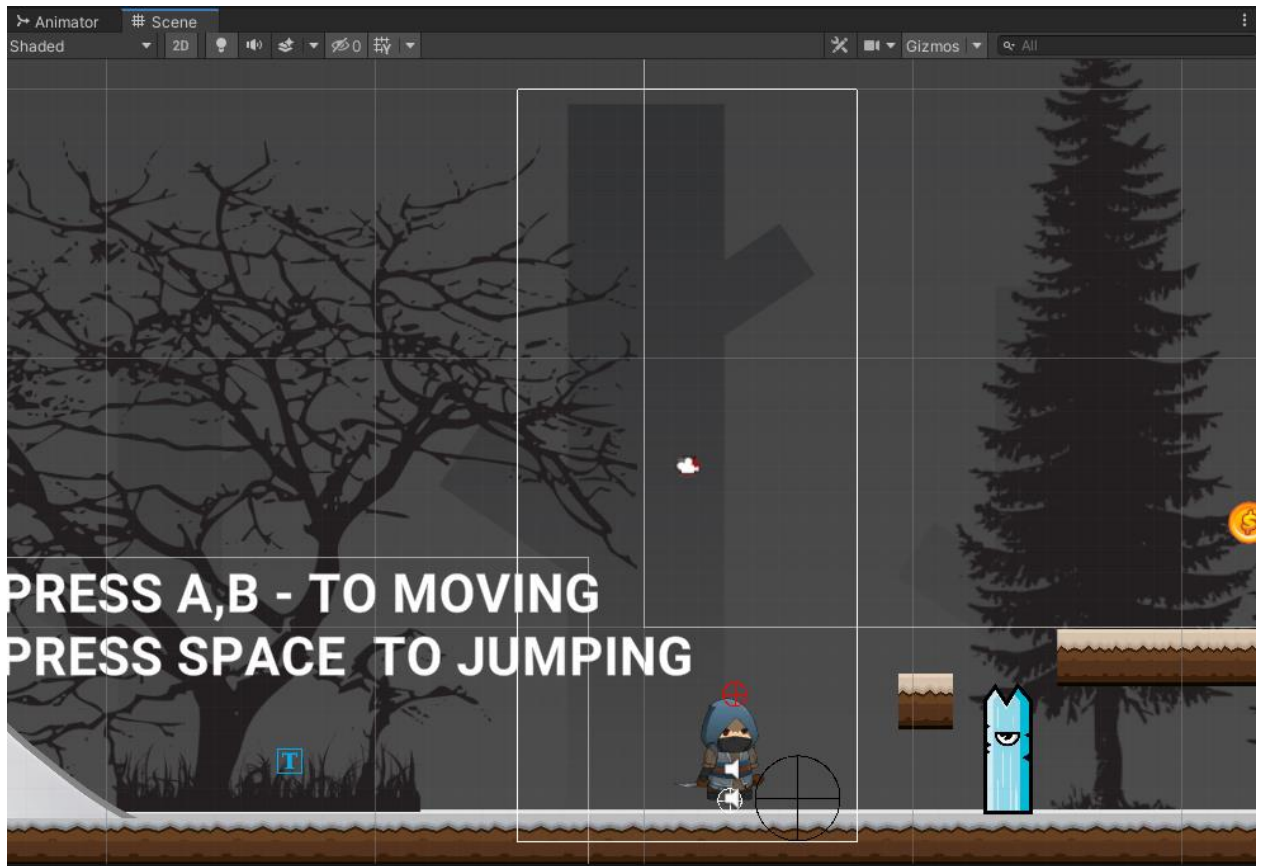 Animator
Scene
Shaded
2D
0
Gizmos
All
PRESS A,B - TO MOVING
PRESS SPACE  TO JUMPING
T
$